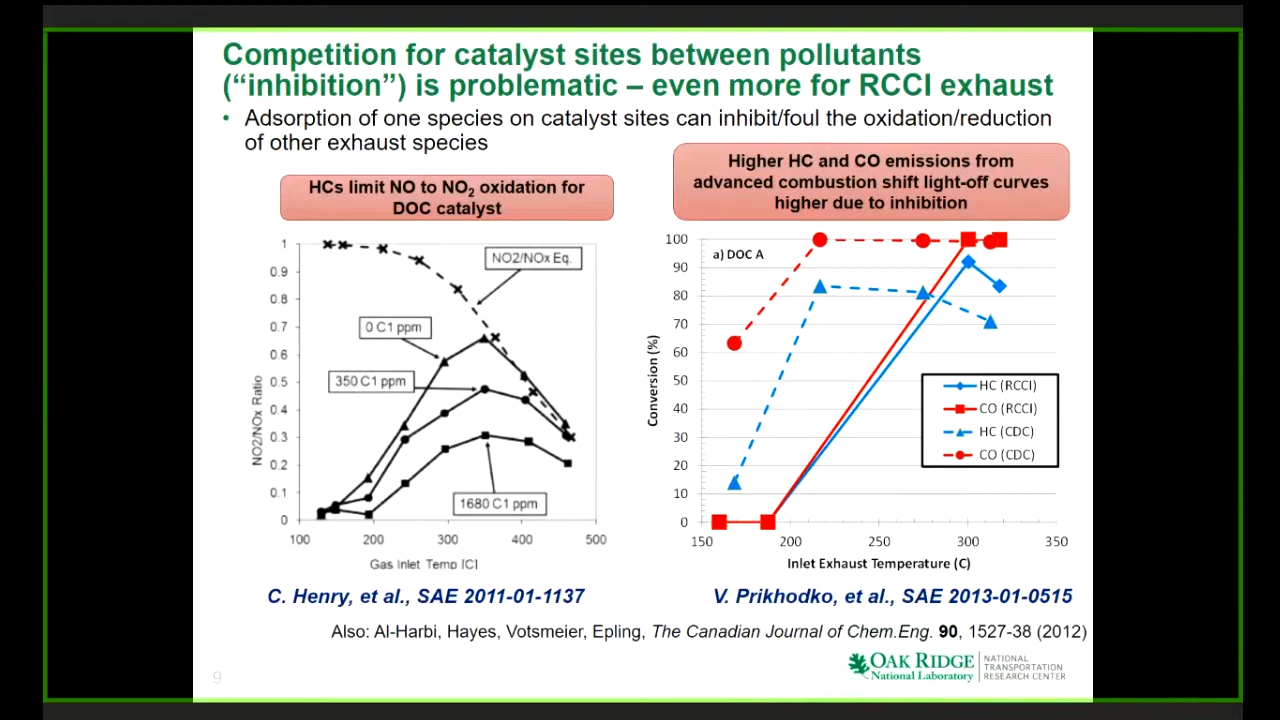 Competition for catalyst sites between pollutants
(“inhibition”) is problematic – even more for RCCI exhaust
• Adsorption of one species on catalyst sites can inhibit/foul the oxidation/reduction
of other exhaust species
HCs limit NO to NO₂ oxidation for
DOC catalyst
Higher HC and CO emissions from
advanced combustion shift light-off curves
higher due to inhibition
1
0.9
0.8
0.7
0.6
0.5
0.4
0.3
0.2
0.1
0
NO2/NOx Ratio
NO2/NOx Eq.
0 C1 ppm
350 C1 ppm
1680 C1 ppm
100 200 300 400 500
Gas Inlet Temp [C]
100
90
80
70
60
50
40
30
20
10
0
Conversion (%)
a) DOC A
HC (RCCI)
CO (RCCI)
HC (CDC)
CO (CDC)
150 200 250 300 350
Inlet Exhaust Temperature (C)
C. Henry, et al., SAE 2011-01-1137
V. Prikhodko, et al., SAE 2013-01-0515
Also: Al-Harbi, Hayes, Votsmeier, Epling, The Canadian Journal of Chem.Eng. 90, 1527-38 (2012)
9
OAK RIDGE
National Laboratory
NATIONAL
TRANSPORTATION
RESEARCH CENTER